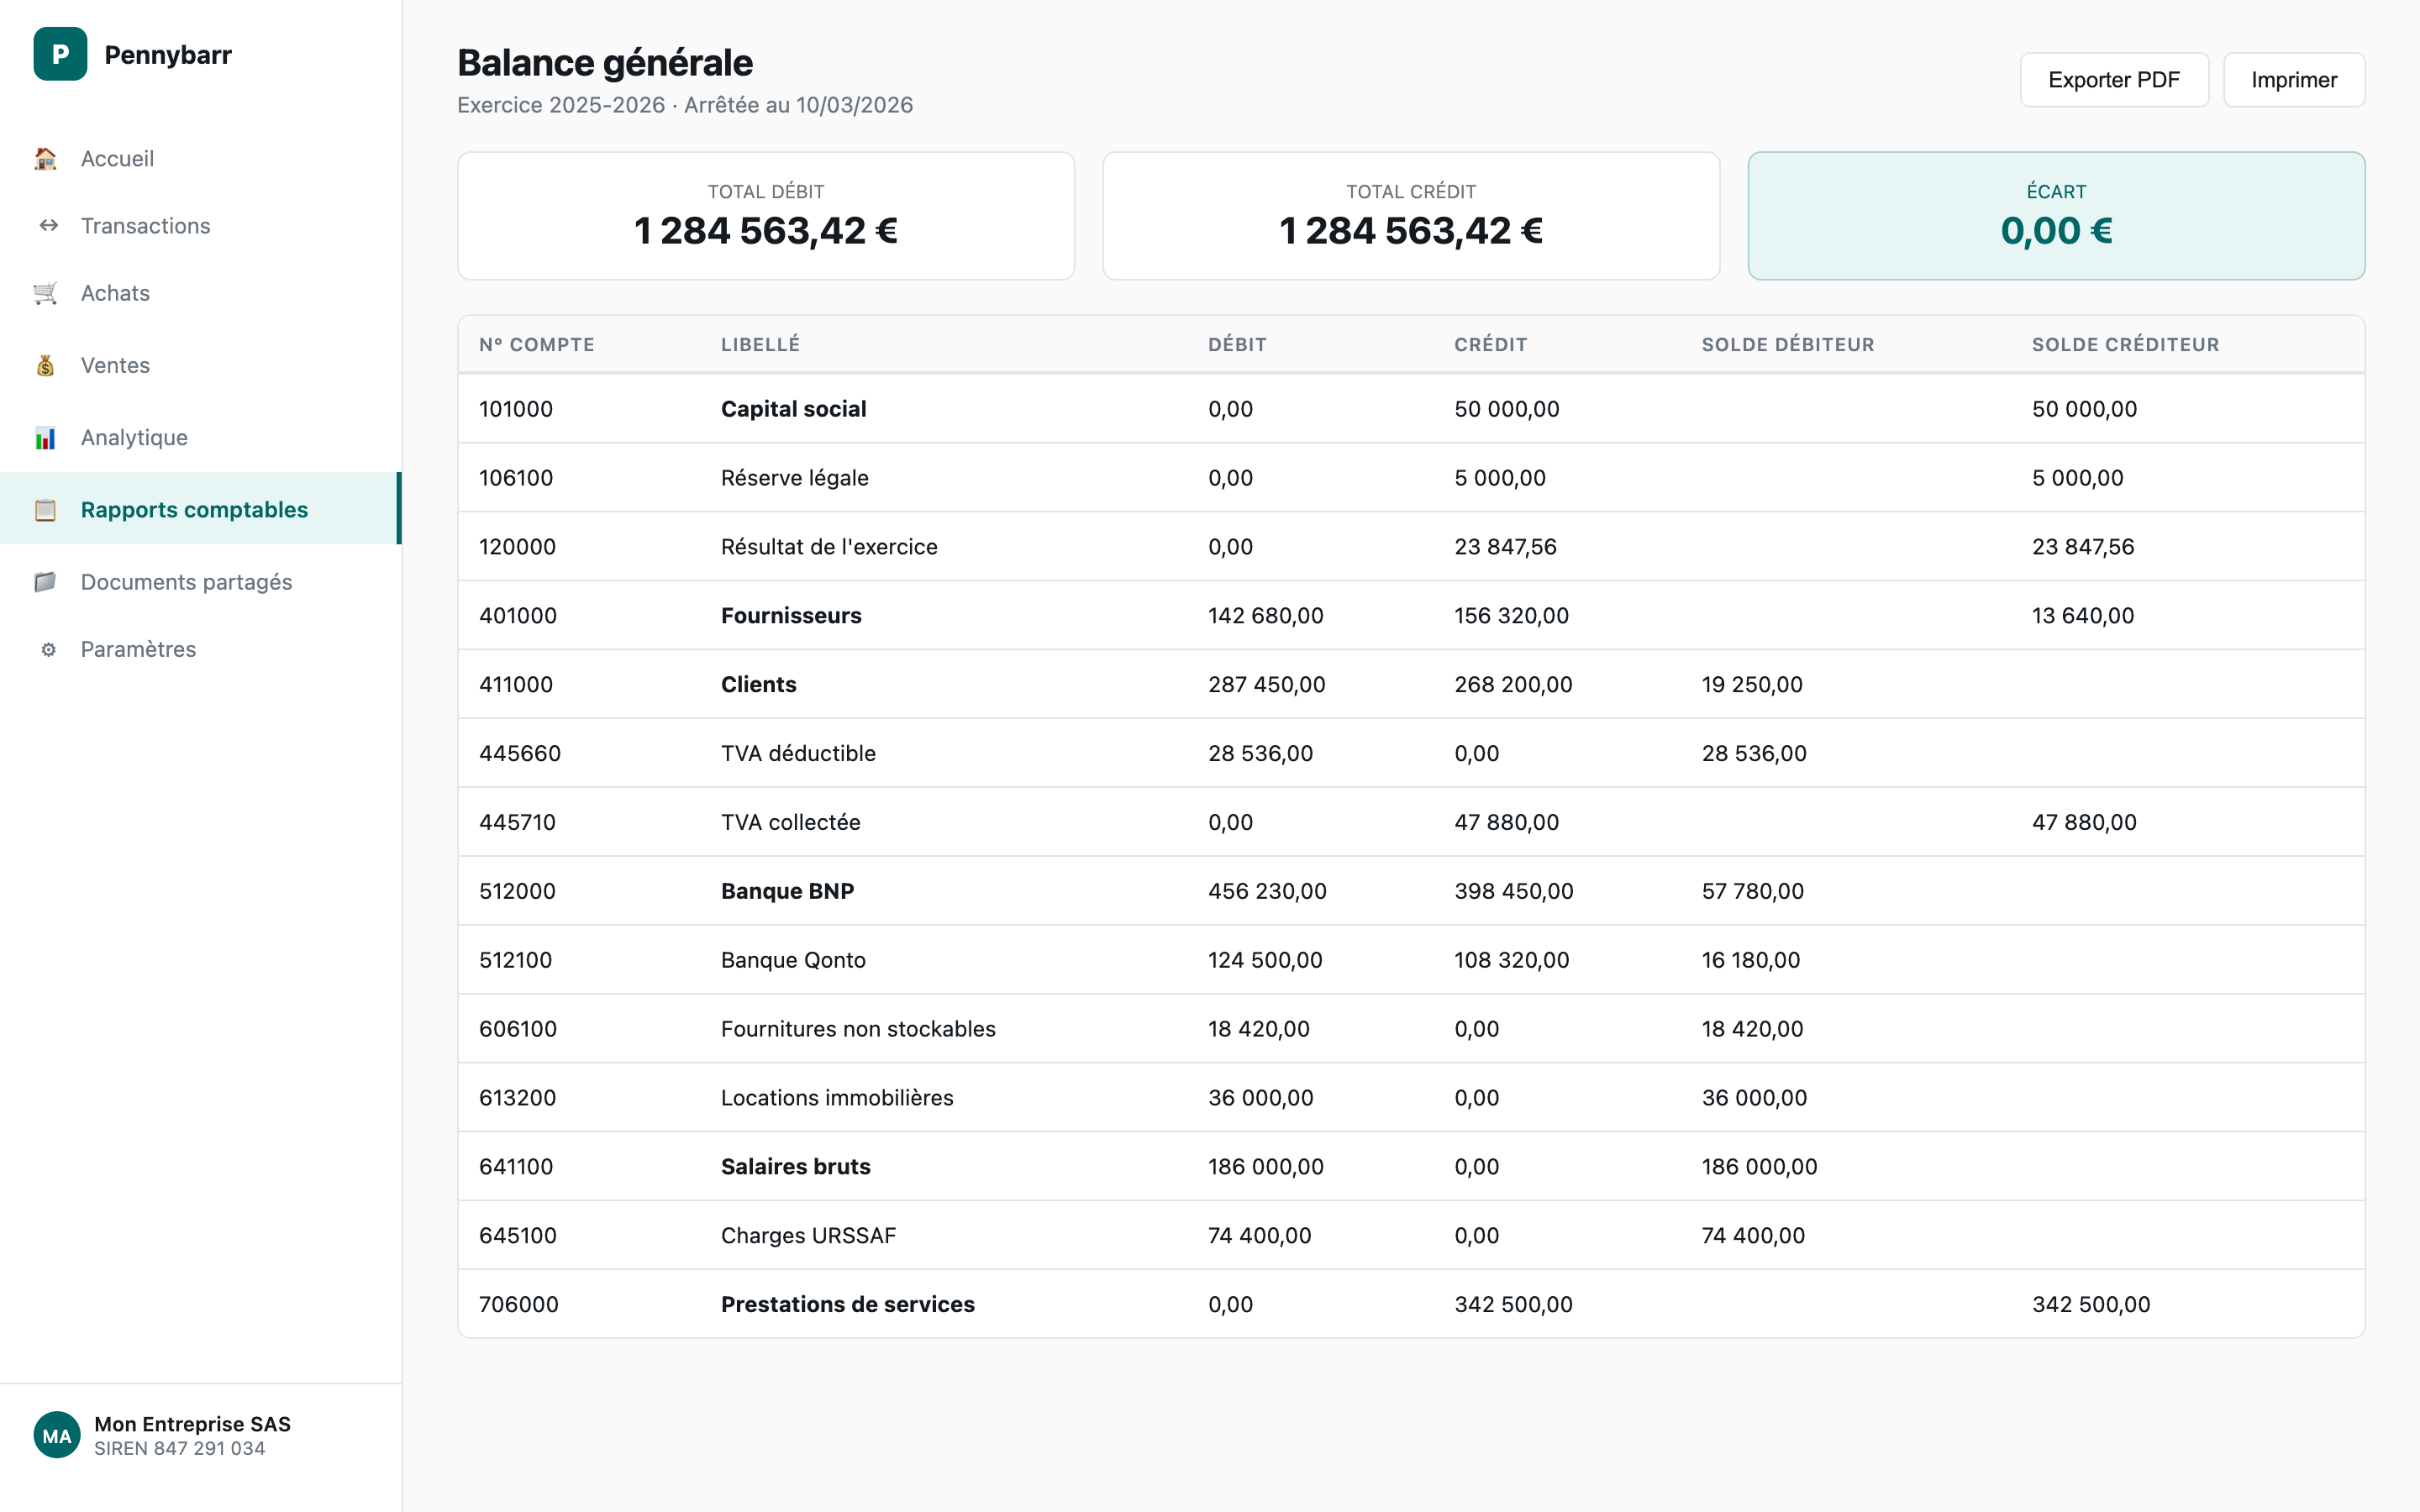 P Pennybarr
Accueil
Transactions
Achats
Ventes
Analytique
Rapports comptables
Documents partagés
Paramètres
MA Mon Entreprise SAS
SIREN 847 291 034
Balance générale
Exercice 2025-2026 · Arrêtée au 10/03/2026
Exporter PDF Imprimer
TOTAL DÉBIT
1 284 563,42 €
TOTAL CRÉDIT
1 284 563,42 €
ÉCART
0,00 €
N° COMPTE LIBELLÉ DÉBIT CRÉDIT SOLDE DÉBITEUR SOLDE CRÉDITEUR
101000 Capital social 0,00 50 000,00 50 000,00
106100 Réserve légale 0,00 5 000,00 5 000,00
120000 Résultat de l'exercice 0,00 23 847,56 23 847,56
401000 Fournisseurs 142 680,00 156 320,00 13 640,00
411000 Clients 287 450,00 268 200,00 19 250,00
445660 TVA déductible 28 536,00 0,00 28 536,00
445710 TVA collectée 0,00 47 880,00 47 880,00
512000 Banque BNP 456 230,00 398 450,00 57 780,00
512100 Banque Qonto 124 500,00 108 320,00 16 180,00
606100 Fournitures non stockables 18 420,00 0,00 18 420,00
613200 Locations immobilières 36 000,00 0,00 36 000,00
641100 Salaires bruts 186 000,00 0,00 186 000,00
645100 Charges URSSAF 74 400,00 0,00 74 400,00
706000 Prestations de services 0,00 342 500,00 342 500,00